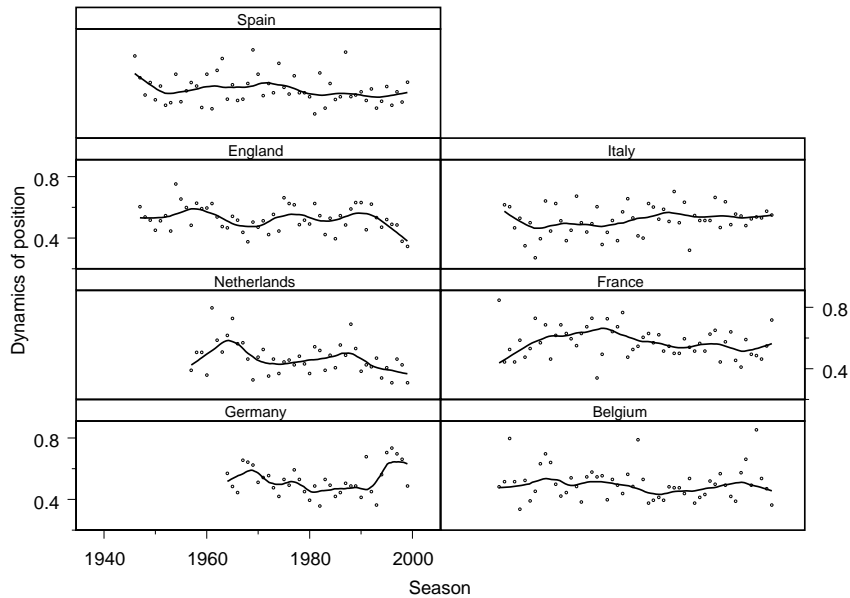 Spain
England
Italy
0.8
0.4
Netherlands
France
0.8
0.4
Germany
Belgium
0.8
0.4
1940
1960
1980
2000
Season
Dynamics of position